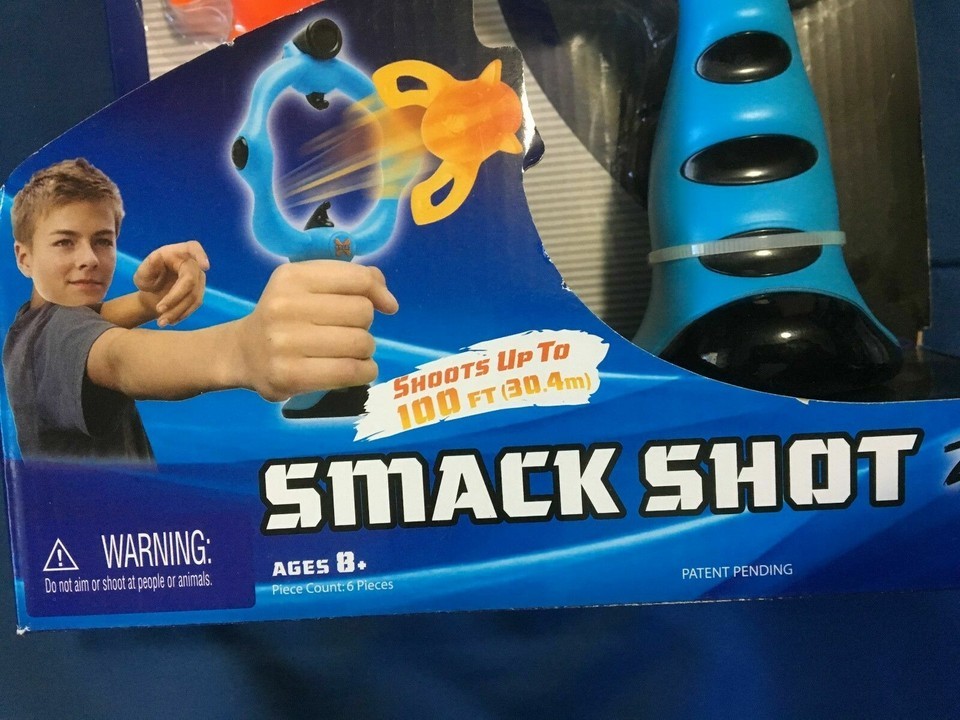 SHOOTS UP TO
100 FT (30.4m)
SMACK SHOT
WARNING:
Do not aim or shoot at people or animals.
AGES 8+
Piece Count: 6 Pieces
PATENT PENDING